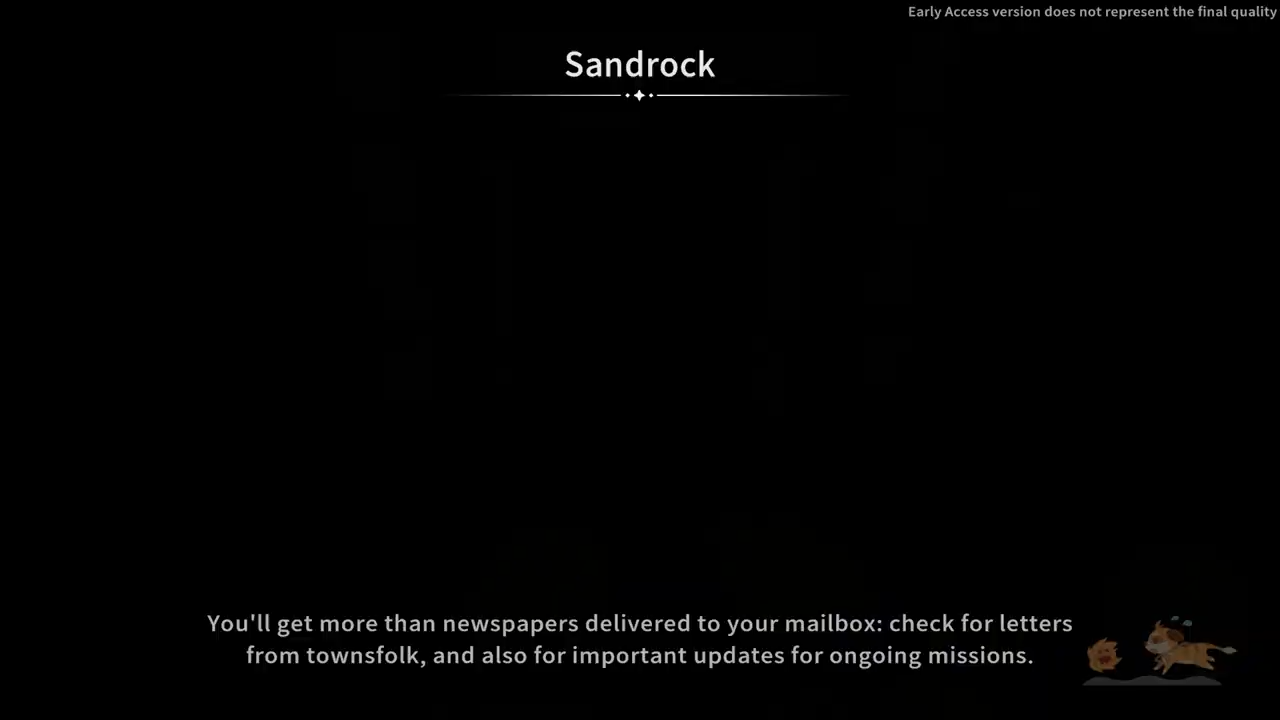 Early Access version does not represent the final quality
Sandrock
You'll get more than newspapers delivered to your mailbox: check for letters
from townsfolk, and also for important updates for ongoing missions.